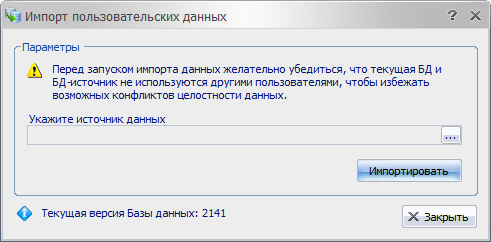 Импорт пользовательских данных
Параметры
Перед запуском импорта данных желательно убедиться, что текущая БД и
БД-источник не используются другими пользователями, чтобы избежать
возможных конфликтов целостности данных.
Укажите источник данных
...
Импортировать
Текущая версия Базы данных: 2141
Закрыть